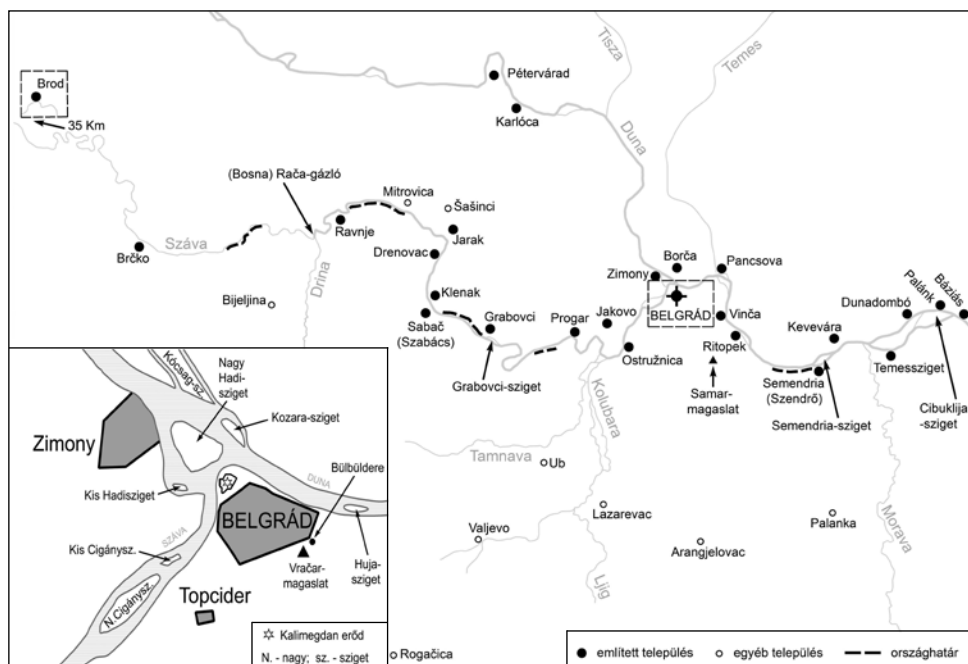 Brod
35 Km
Tisza
Temes
Pétervárad
Karlóca
Duna
(Bosna) Rača-gázló
Mitrovica
Šašinci
Ravnje
Jarak
Száva
Drenovac
Brčko
Drina
Bijeljina
Klenak
Sabač
(Szabács)
Grabovci
Grabovci-sziget
Progar
Jakovo
Ostružnica
Kolubara
Zimony
Borča
Pancsova
BELGRÁD
Vinča
Ritopek
Samar-
magaslat
Kevevára
Semendria
(Szendrő)
Semendria-sziget
Dunadombó
Palánk
Báziás
Temessziget
Cibuklija
-sziget
Tamnava
Ub
Valjevo
Lazarevac
Ljig
Arangjelovac
Palanka
Morava
Rogačica
Kócsag-sz.
Nagy
Hadi-
sziget
Kozara-sziget
Zimony
Bülbüldere
DUNA
Kis Hadisziget
BELGRÁD
SZÁVA
Kis Cigánysz.
Vračar-
magaslat
Huja-
sziget
N.Cigánysz.
Topcider
Kalimegdan erőd
N. - nagy; sz. - sziget
említett település
egyéb település
országhatár